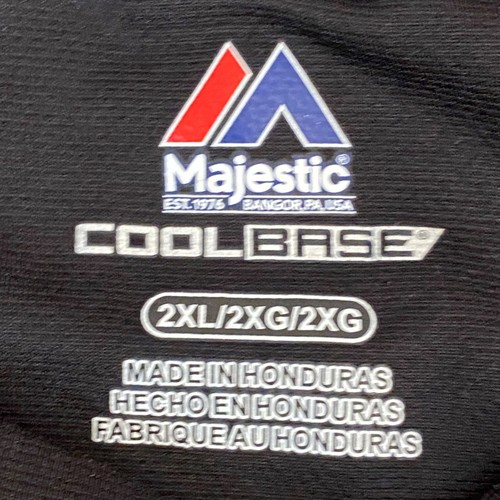 Majestic®
EST. 1976 BANGOR, PA. USA
COOLBASE®
2XL/2XG/2XG
MADE IN HONDURAS
HECHO EN HONDURAS
FABRIQUE AU HONDURAS